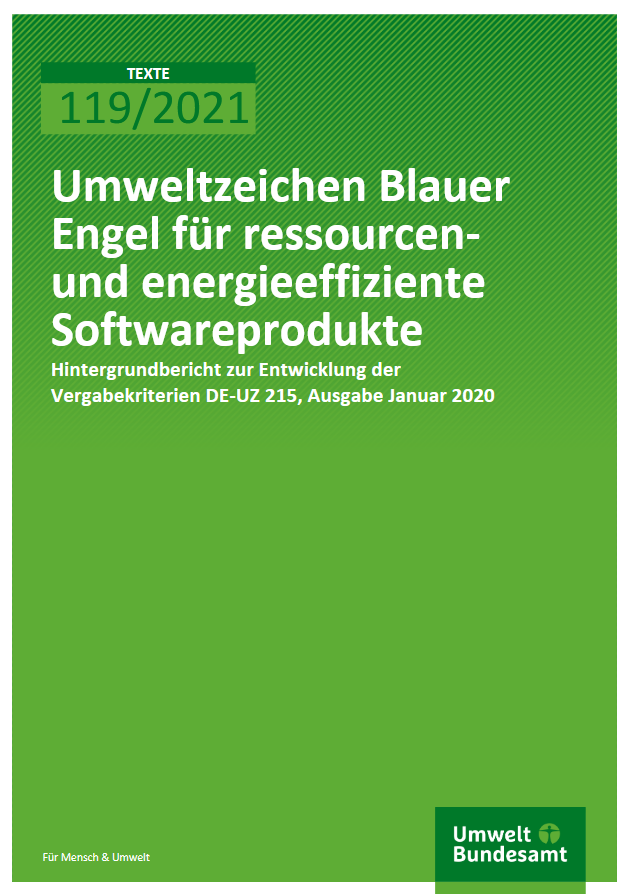 TEXTE
119/2021
Umweltzeichen Blauer
Engel für ressourcen-
und energieeffiziente
Softwareprodukte
Hintergrundbericht zur Entwicklung der
Vergabekriterien DE-UZ 215, Ausgabe Januar 2020
Für Mensch & Umwelt
Umwelt
Bundesamt